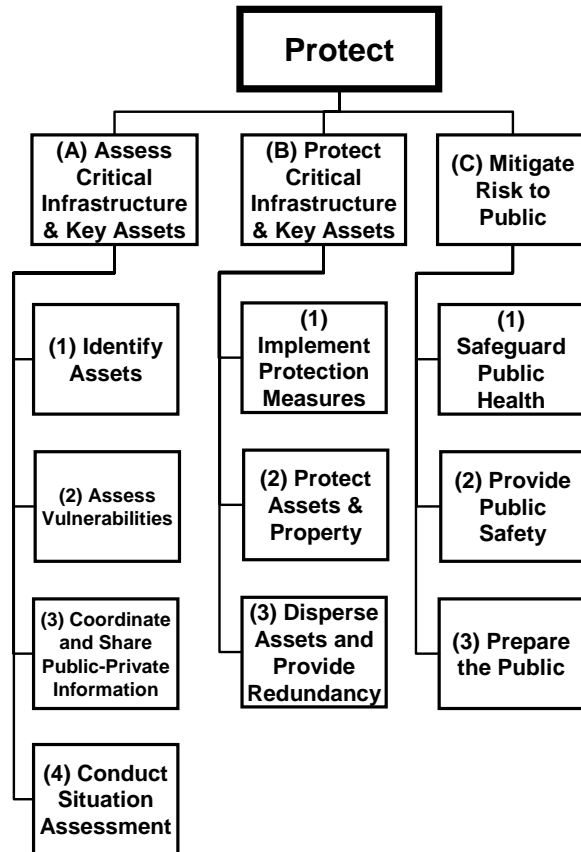 Protect
(A) Assess
Critical
Infrastructure
& Key Assets
(B) Protect
Critical
Infrastructure
& Key Assets
(C) Mitigate
Risk to
Public
(1) Identify
Assets
(2) Assess
Vulnerabilities
(3) Coordinate
and Share
Public-Private
Information
(4) Conduct
Situation
Assessment
(1)
Implement
Protection
Measures
(2) Protect
Assets &
Property
(3) Disperse
Assets and
Provide
Redundancy
(1)
Safeguard
Public
Health
(2) Provide
Public
Safety
(3) Prepare
the Public